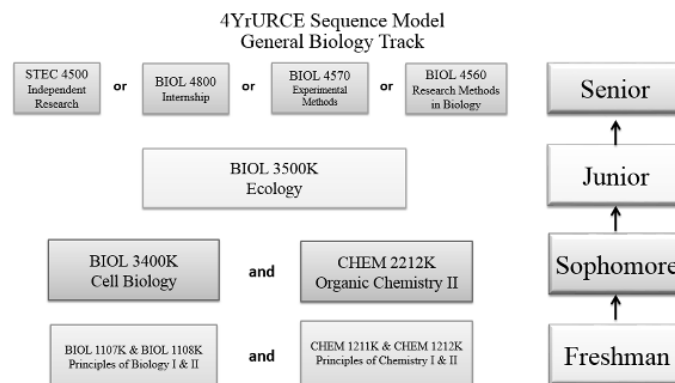 4YrURCE Sequence Model
General Biology Track
STEC 4500
Independent
Research
or
BIOL 4800
Internship
or
BIOL 4570
Experimental
Methods
or
BIOL 4560
Research Methods
in Biology
Senior
BIOL 3500K
Ecology
Junior
BIOL 3400K
Cell Biology
and
CHEM 2212K
Organic Chemistry II
Sophomore
BIOL 1107K & BIOL 1108K
Principles of Biology I & II
and
CHEM 1211K & CHEM 1212K
Principles of Chemistry I & II
Freshman